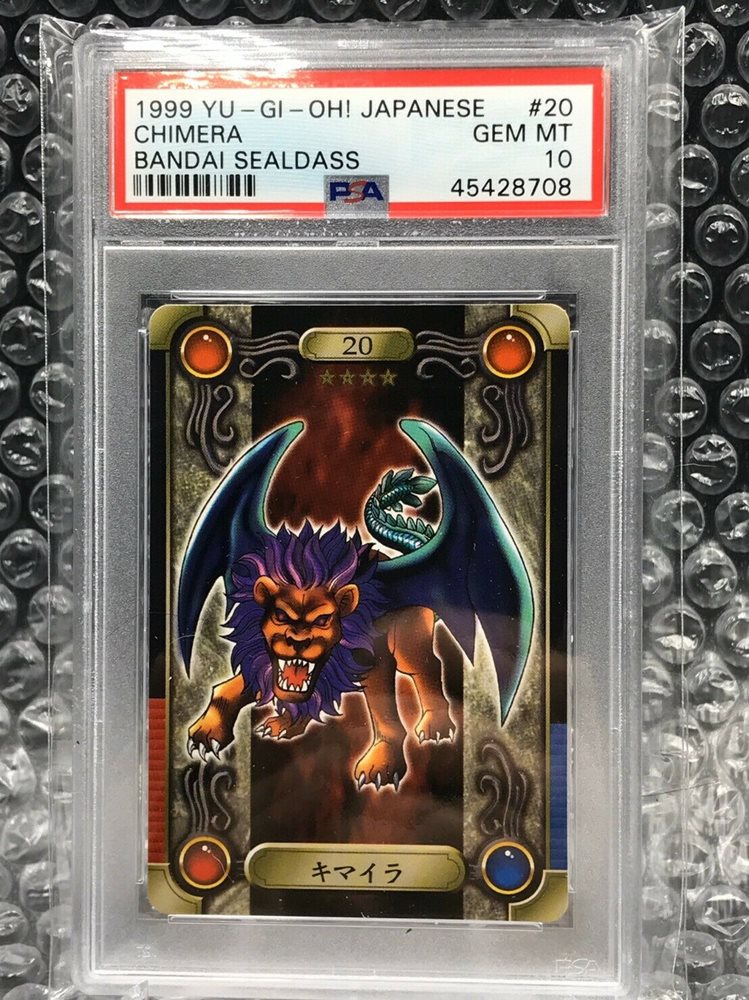 1999 YU-GI-OH! JAPANESE #20
CHIMERA GEM MT
BANDAI SEALDASS 10
PSA 45428708
20
キマイラ
PSA